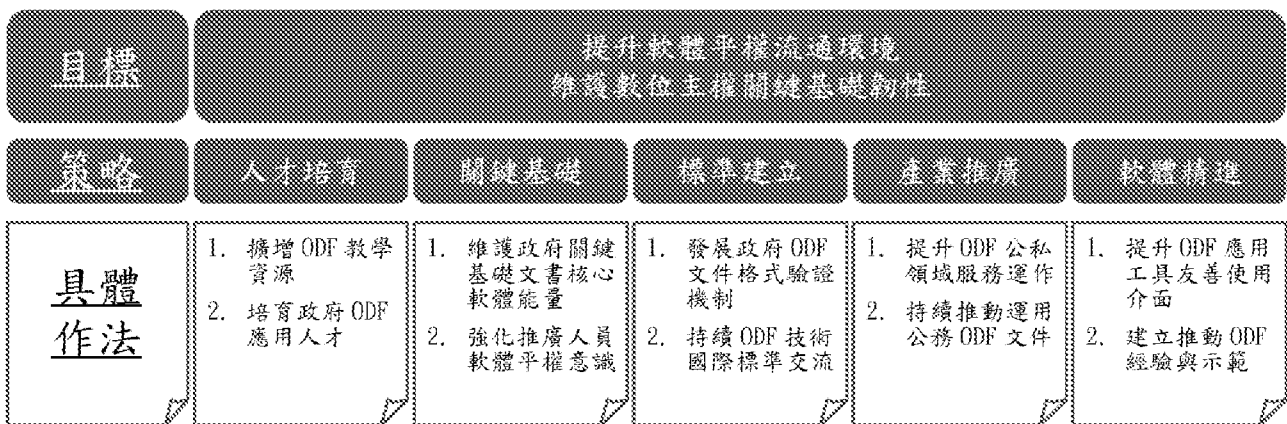 目標
提升軟體平權流通環境
維護數位主權關鍵基礎韌性
策略
人才培育
關鍵基礎
標準建立
產業推廣
軟體精進
具體
作法
1. 擴增 ODF 教學
資源
2. 培育政府 ODF
應用人才
1. 維護政府關鍵
基礎文書核心
軟體能量
2. 強化推廣人員
軟體平權意識
1. 發展政府 ODF
文件格式驗證
機制
2. 持續 ODF 技術
國際標準交流
1. 提升 ODF 公私
領域服務運作
2. 持續推動運用
公務 ODF 文件
1. 提升 ODF 應用
工具友善使用
介面
2. 建立推動 ODF
經驗與示範